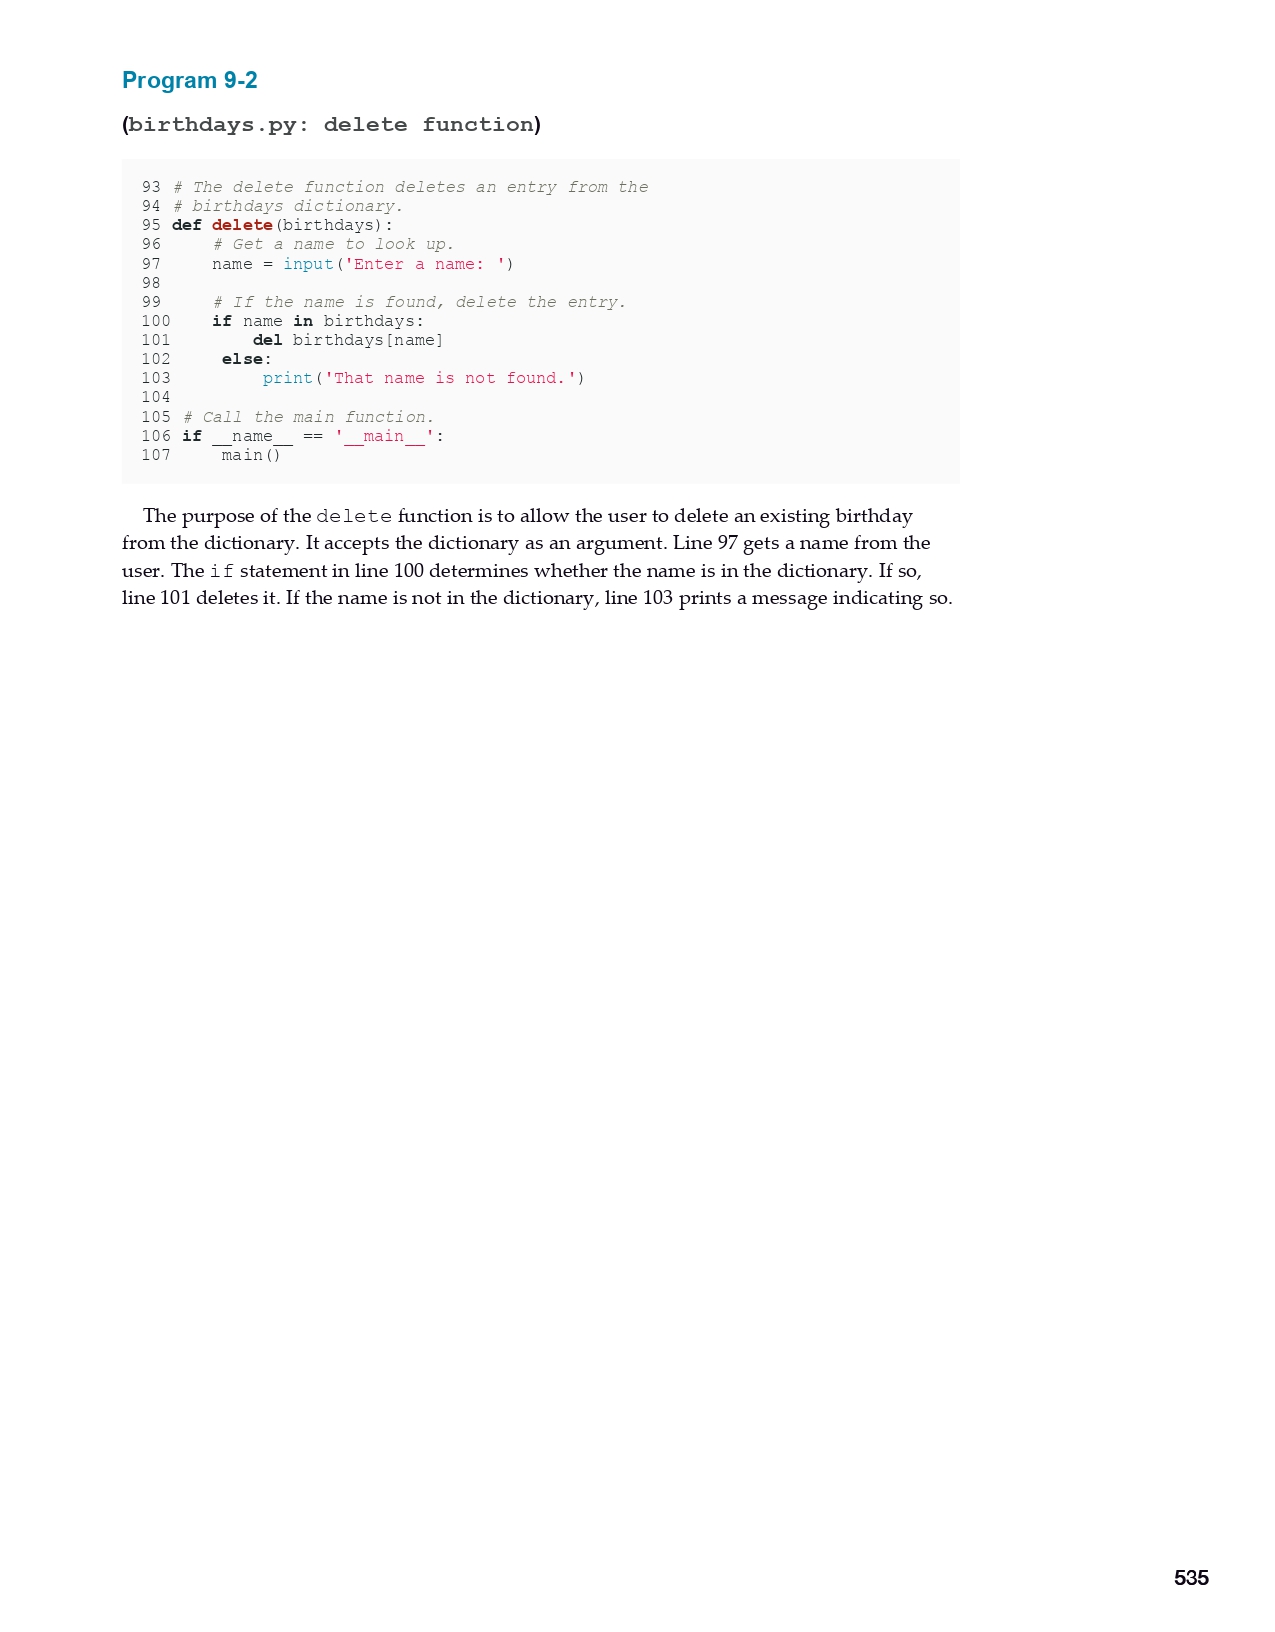 Program 9-2
(birthdays.py: delete function)
93 # The delete function deletes an entry from the
94 # birthdays dictionary.
95 def delete(birthdays):
96     # Get a name to look up.
97     name = input('Enter a name: ')
98
99     # If the name is found, delete the entry.
100    if name in birthdays:
101        del birthdays[name]
102     else:
103         print('That name is not found.')
104
105 # Call the main function.
106 if __name__ == '__main__':
107     main()
The purpose of the delete function is to allow the user to delete an existing birthday
from the dictionary. It accepts the dictionary as an argument. Line 97 gets a name from the
user. The if statement in line 100 determines whether the name is in the dictionary. If so,
line 101 deletes it. If the name is not in the dictionary, line 103 prints a message indicating so.
535